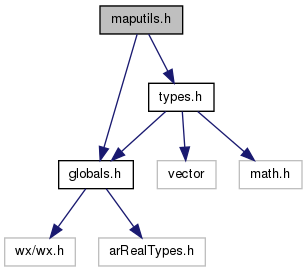 maputils.h
types.h
globals.h
vector
math.h
wx/wx.h
arRealTypes.h